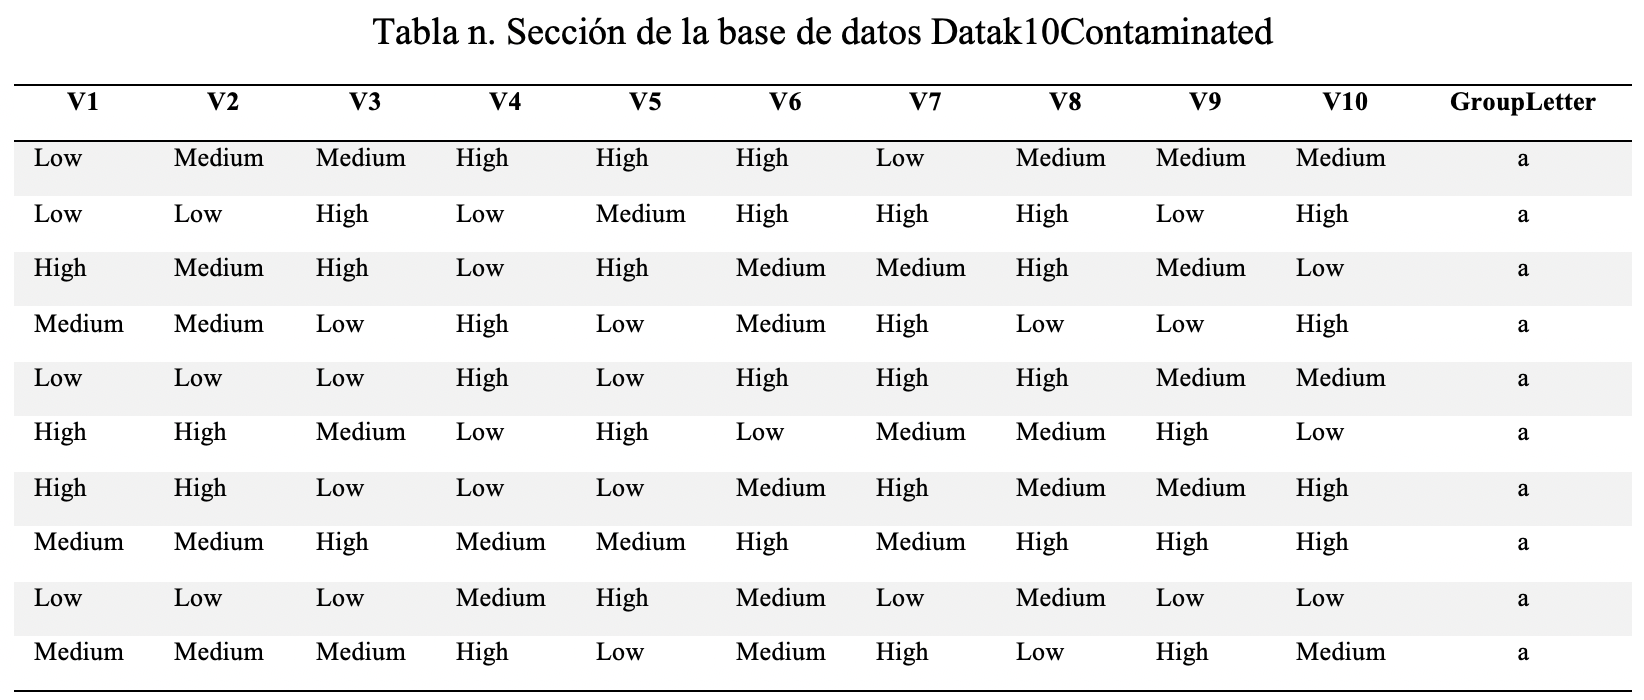 Tabla n. Sección de la base de datos Datak10Contaminated
V1 V2 V3 V4 V5 V6 V7 V8 V9 V10 GroupLetter
Low Medium Medium High High High Low Medium Medium Medium a
Low Low High Low Medium High High High Low High a
High Medium High Low High Medium Medium High Medium Low a
Medium Medium Low High Low Medium High Low Low High a
Low Low Low High Low High High High Medium Medium a
High High Medium Low High Low Medium Medium High Low a
High High Low Low Low Medium High Medium Medium High a
Medium Medium High Medium Medium High Medium High High High a
Low Low Low Medium High Medium Low Medium Low Low a
Medium Medium Medium High Low Medium High Low High Medium a